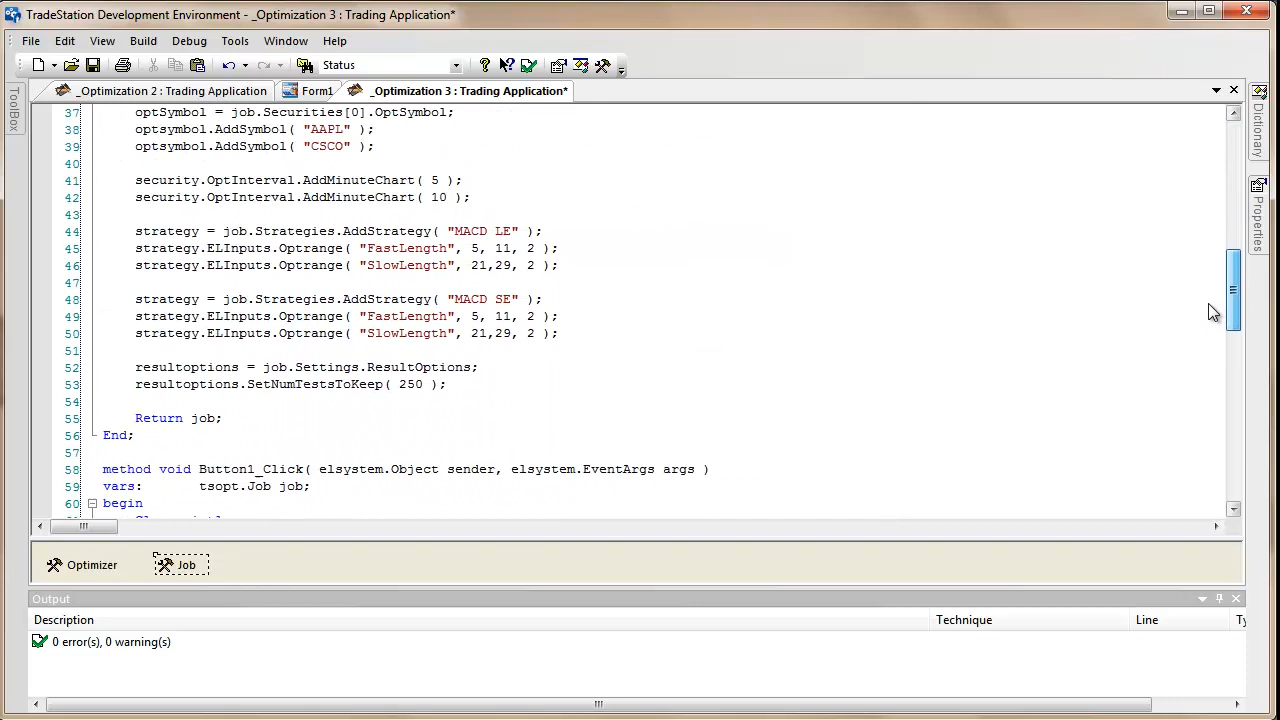 TradeStation Development Environment - _Optimization 3 : Trading Application*
File Edit View Build Debug Tools Window Help
Status
_Optimization 2 : Trading Application Form1 _Optimization 3 : Trading Application*
ToolBox
Dictionary
Properties
37 optSymbol = job.Securities[0].OptSymbol;
38 optsymbol.AddSymbol( "AAPL" );
39 optsymbol.AddSymbol( "CSCO" );
40
41 security.OptInterval.AddMinuteChart( 5 );
42 security.OptInterval.AddMinuteChart( 10 );
43
44 strategy = job.Strategies.AddStrategy( "MACD LE" );
45 strategy.ELInputs.Optrange( "FastLength", 5, 11, 2 );
46 strategy.ELInputs.Optrange( "SlowLength", 21,29, 2 );
47
48 strategy = job.Strategies.AddStrategy( "MACD SE" );
49 strategy.ELInputs.Optrange( "FastLength", 5, 11, 2 );
50 strategy.ELInputs.Optrange( "SlowLength", 21,29, 2 );
51
52 resultoptions = job.Settings.ResultOptions;
53 resultoptions.SetNumTestsToKeep( 250 );
54
55 Return job;
56 End;
57
58 method void Button1_Click( elsystem.Object sender, elsystem.EventArgs args )
59 vars: tsopt.Job job;
60 begin
Optimizer Job
Output
Description Technique Line Ty
0 error(s), 0 warning(s)